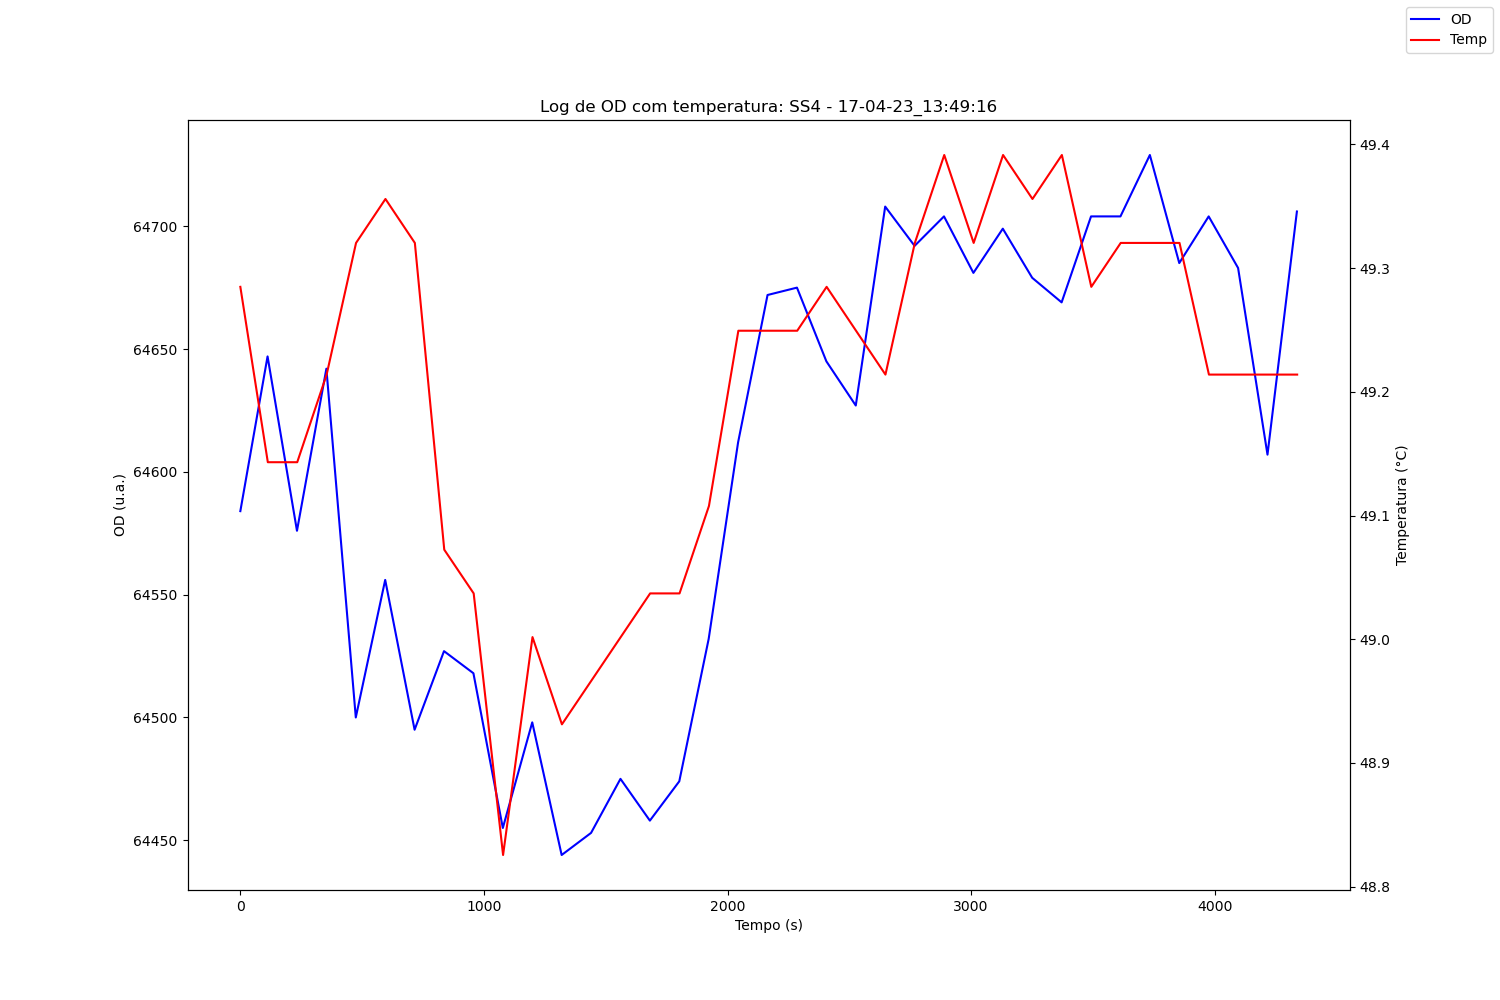 OD
Temp
Log de OD com temperatura: SS4 - 17-04-23_13:49:16
64700
64650
64600
64550
64500
64450
OD (u.a.)
49.4
49.3
49.2
49.1
49.0
48.9
48.8
Temperatura (°C)
0 1000 2000 3000 4000
Tempo (s)